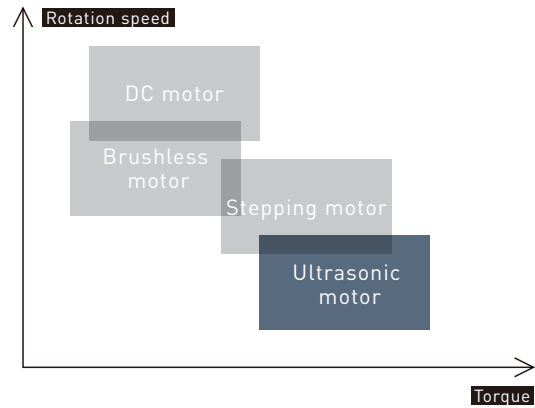 Rotation speed
DC motor
Brushless
motor
Stepping motor
Ultrasonic
motor
Torque